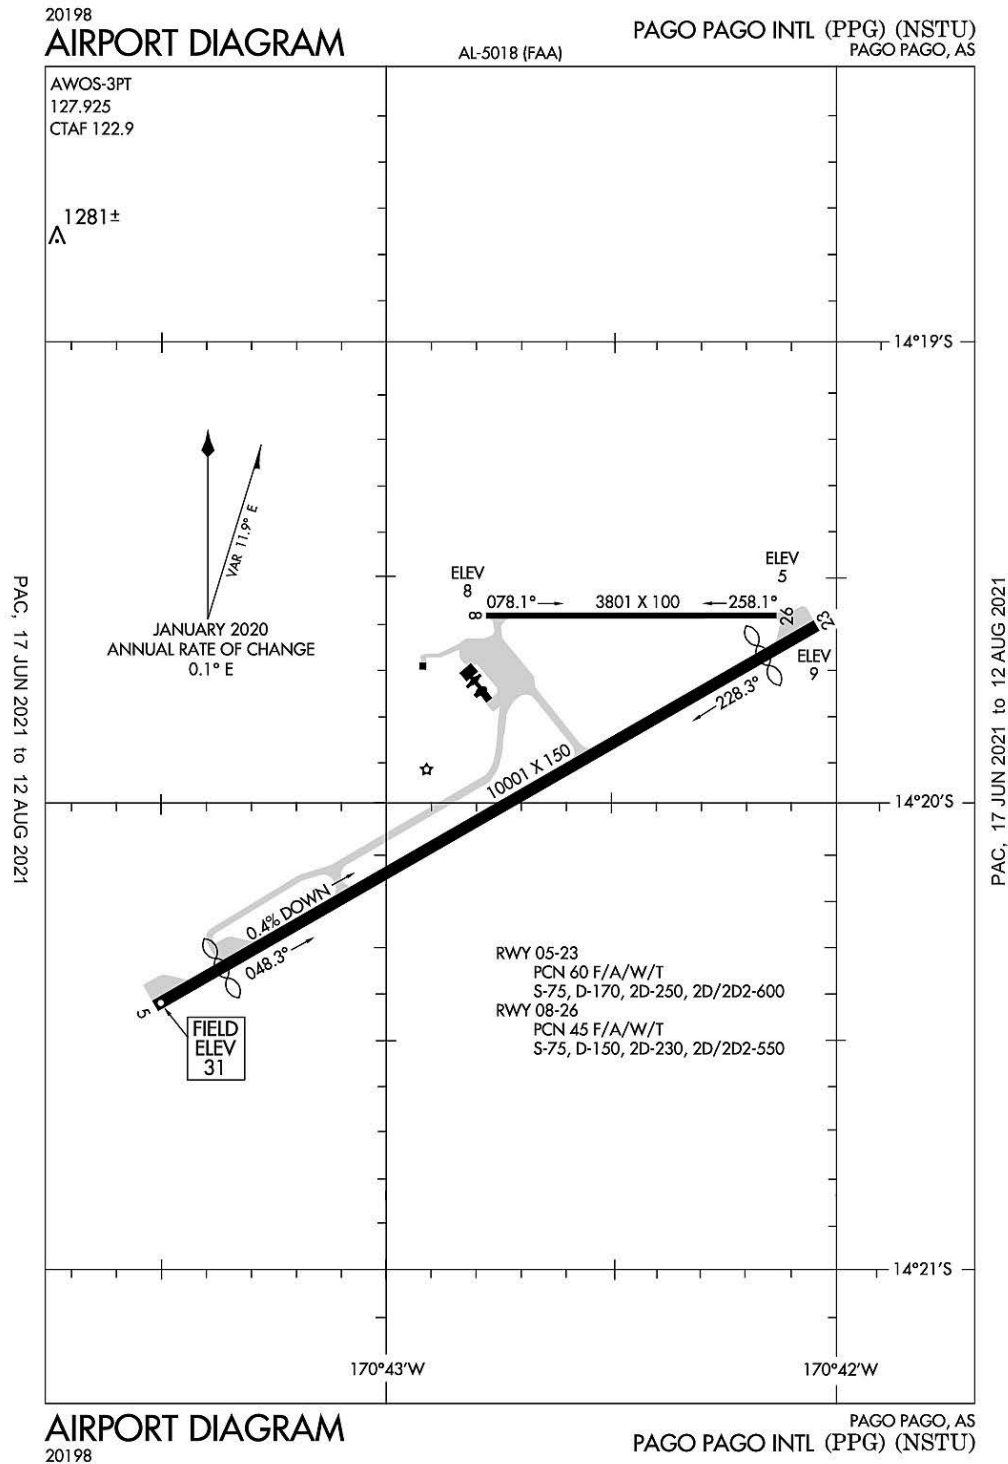 20198
AIRPORT DIAGRAM
AL-5018 (FAA)
PAGO PAGO INTL (PPG) (NSTU)
PAGO PAGO, AS
AWOS-3PT
127.925
CTAF 122.9
1281±
14°19'S
VAR 11.9° E
JANUARY 2020
ANNUAL RATE OF CHANGE
0.1° E
ELEV
8
ELEV
5
8
078.1°
3801 X 100
258.1°
26
23
ELEV
9
228.3°
10001 X 150
14°20'S
0.4% DOWN
048.3°
5
FIELD
ELEV
31
RWY 05-23
PCN 60 F/A/W/T
S-75, D-170, 2D-250, 2D/2D2-600
RWY 08-26
PCN 45 F/A/W/T
S-75, D-150, 2D-230, 2D/2D2-550
14°21'S
170°43'W
170°42'W
PAC, 17 JUN 2021 to 12 AUG 2021
PAC, 17 JUN 2021 to 12 AUG 2021
AIRPORT DIAGRAM
20198
PAGO PAGO, AS
PAGO PAGO INTL (PPG) (NSTU)